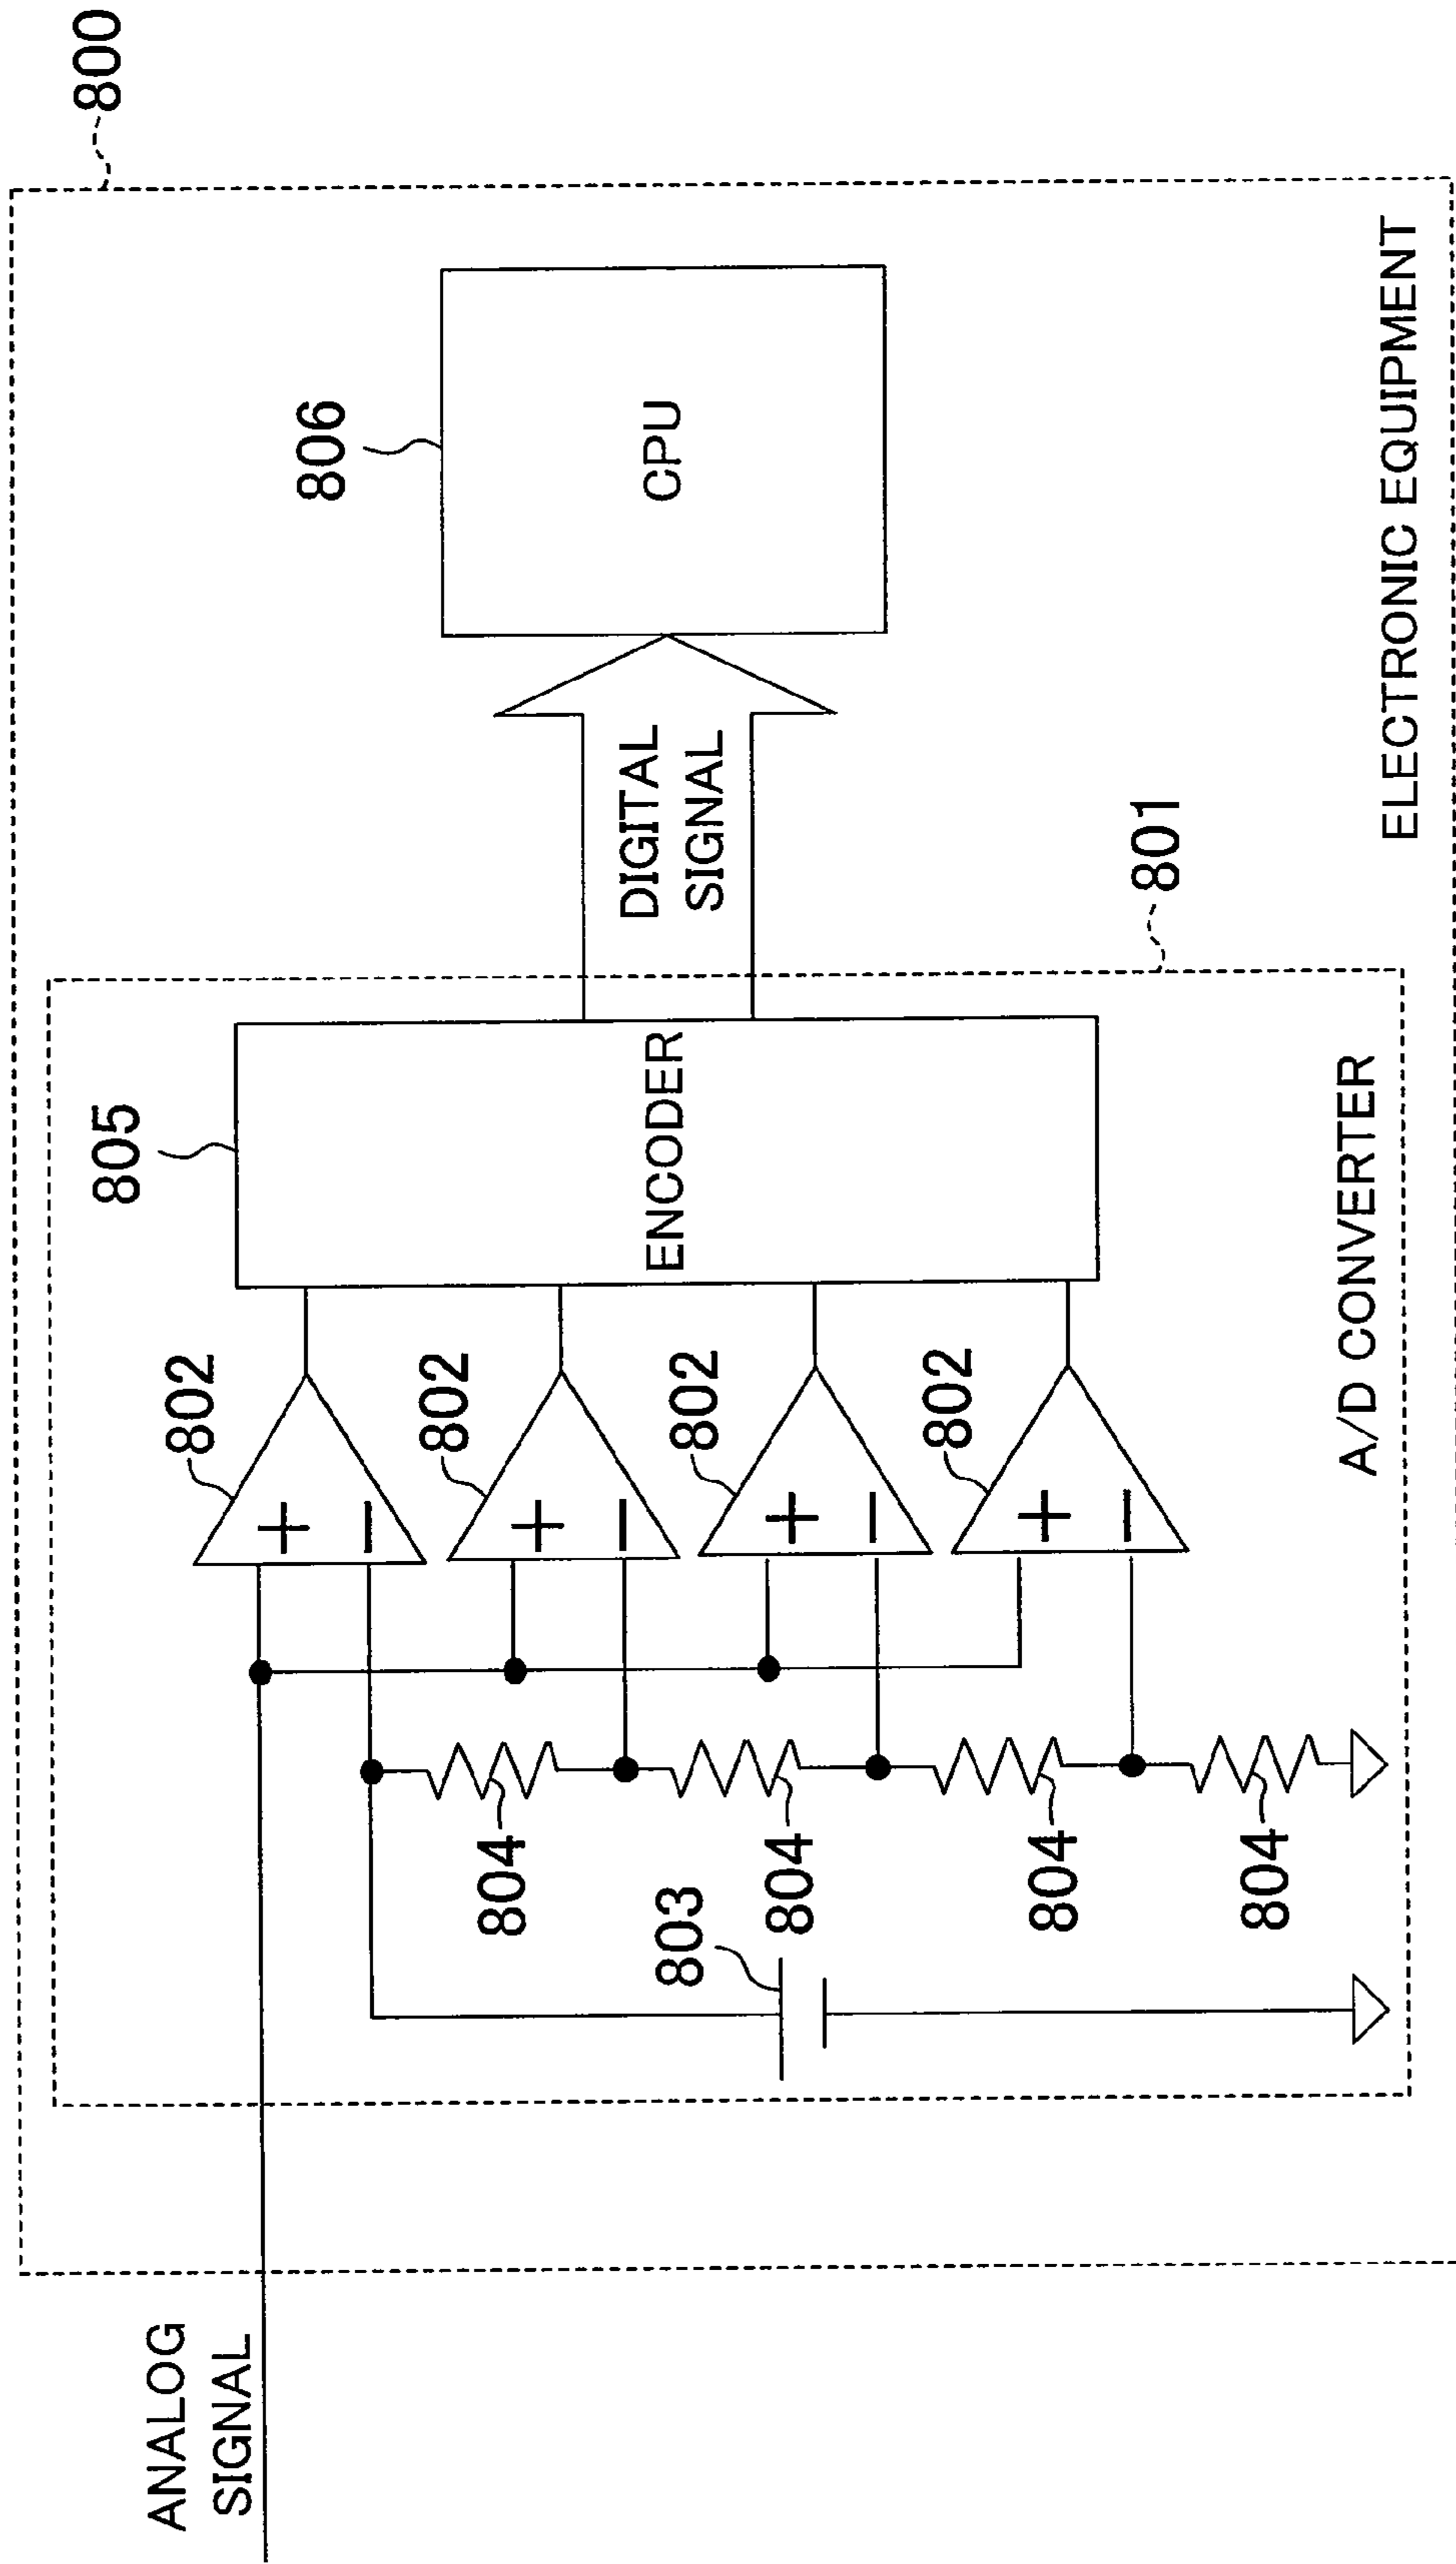 800
806
CPU
DIGITAL
SIGNAL
801
ELECTRONIC EQUIPMENT
805
ENCODER
A/D CONVERTER
802
+
−
802
+
−
802
+
−
802
+
−
804
804
804
804
803
ANALOG
SIGNAL